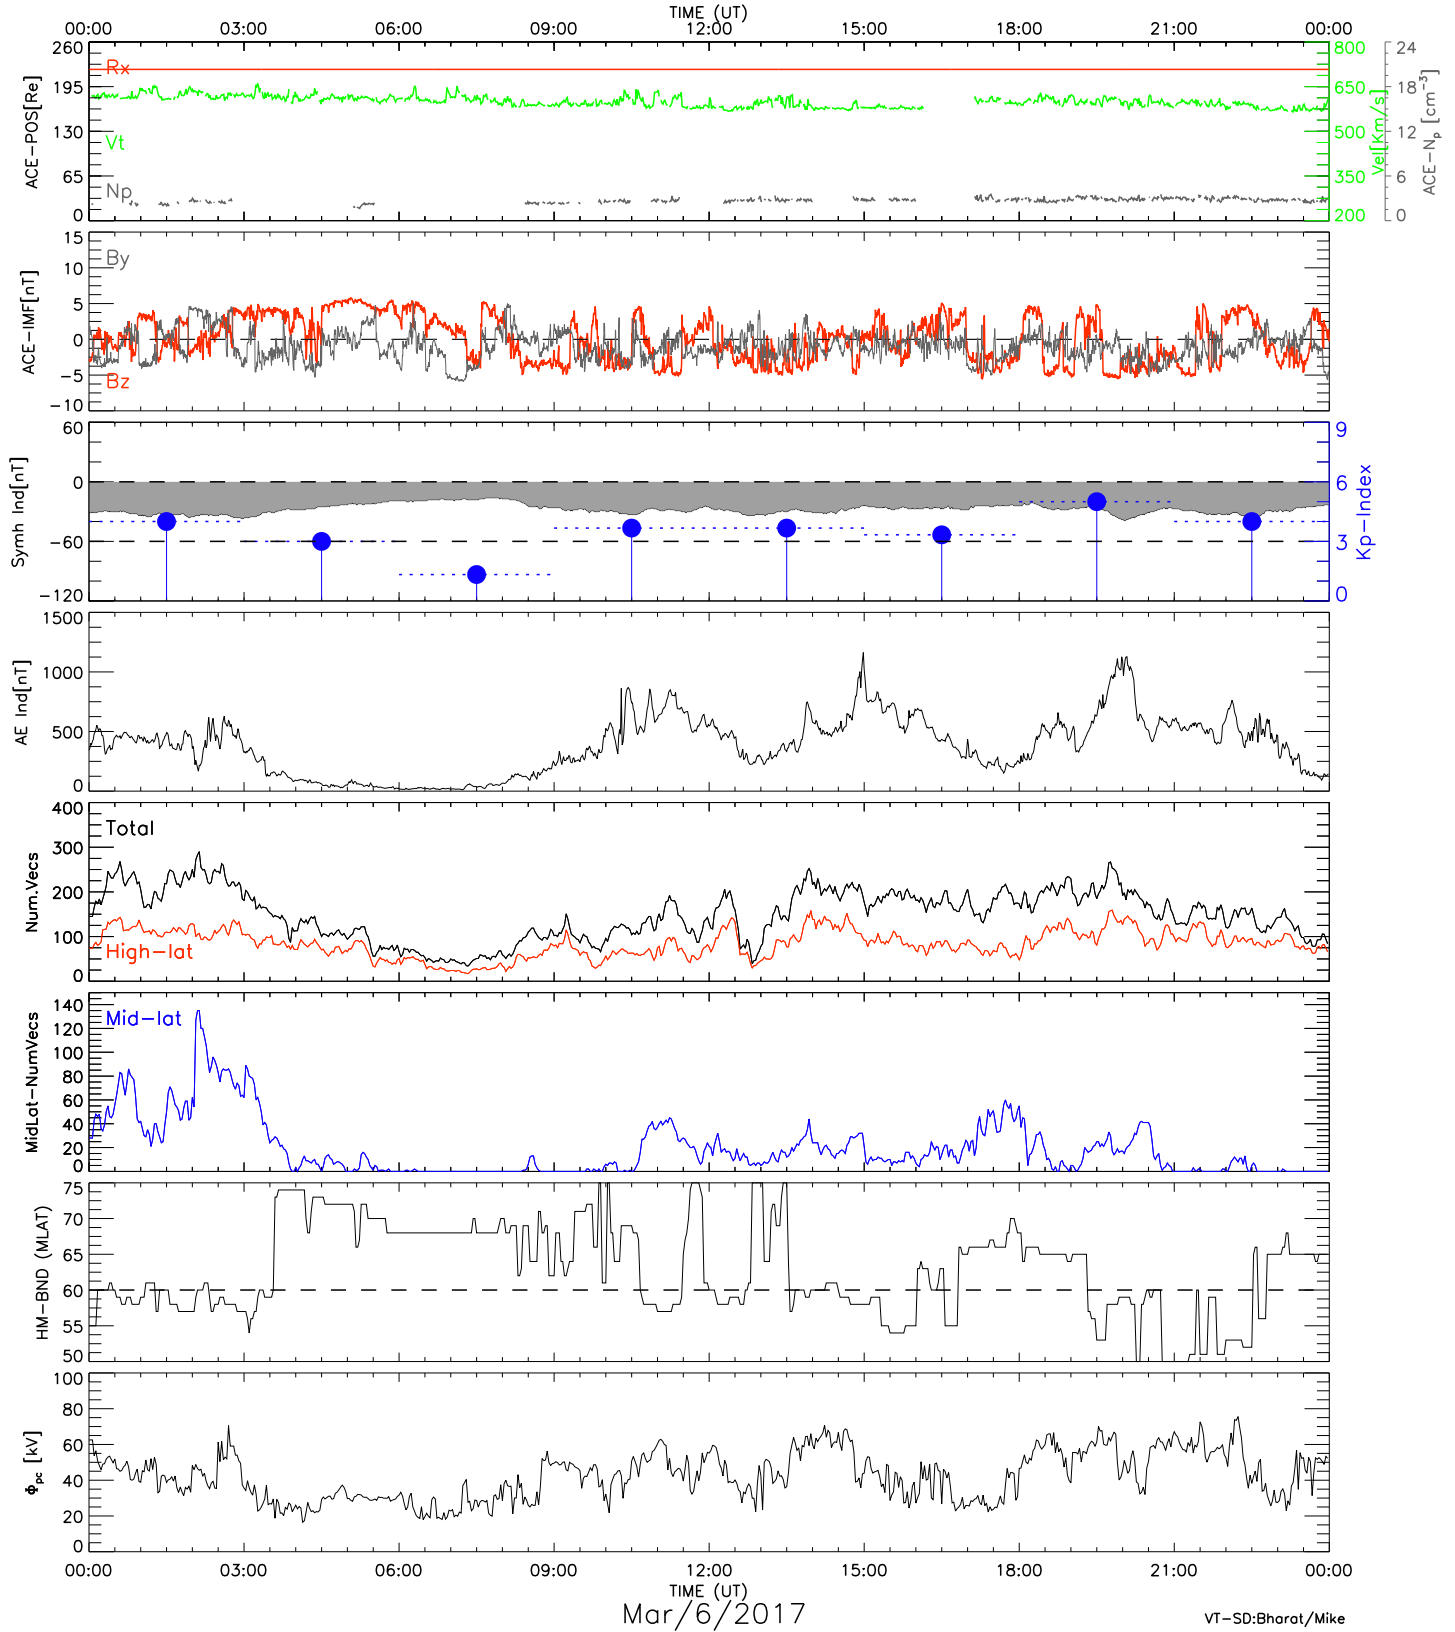 TIME (UT)
00:00 03:00 06:00 09:00 12:00 15:00 18:00 21:00 00:00
ACE-POS[Re]
260
195
130
65
0
Rx
Vt
Np
800
650
500
350
200
Vel[Km/s]
24
18
12
6
0
ACE-Np [cm⁻³]
ACE-IMF[nT]
15
10
5
0
-5
-10
By
Bz
Symh Ind[nT]
60
0
-60
-120
9
6
3
0
Kp-Index
AE Ind[nT]
1500
1000
500
0
Num.Vecs
400
300
200
100
0
Total
High-lat
MidLat-NumVecs
140
120
100
80
60
40
20
0
Mid-lat
HM-BND (MLAT)
75
70
65
60
55
50
Φpc [kV]
100
80
60
40
20
0
00:00 03:00 06:00 09:00 12:00 15:00 18:00 21:00 00:00
TIME (UT)
Mar/6/2017
VT-SD:Bharat/Mike